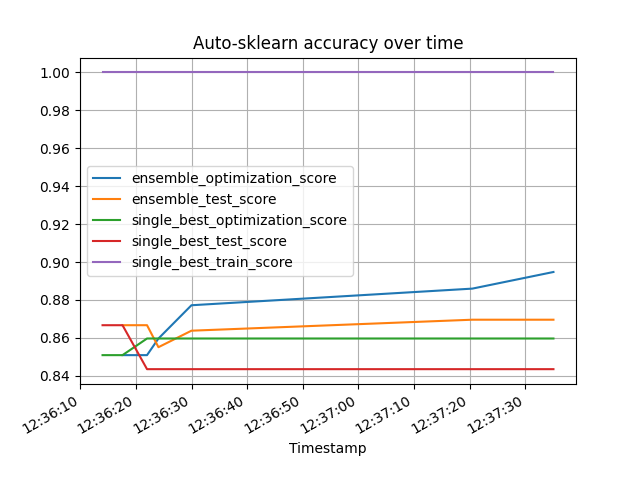 Auto-sklearn accuracy over time
1.00
0.98
0.96
0.94
0.92
0.90
0.88
0.86
0.84
ensemble_optimization_score
ensemble_test_score
single_best_optimization_score
single_best_test_score
single_best_train_score
12:36:10
12:36:20
12:36:30
12:36:40
12:36:50
12:37:00
12:37:10
12:37:20
12:37:30
Timestamp